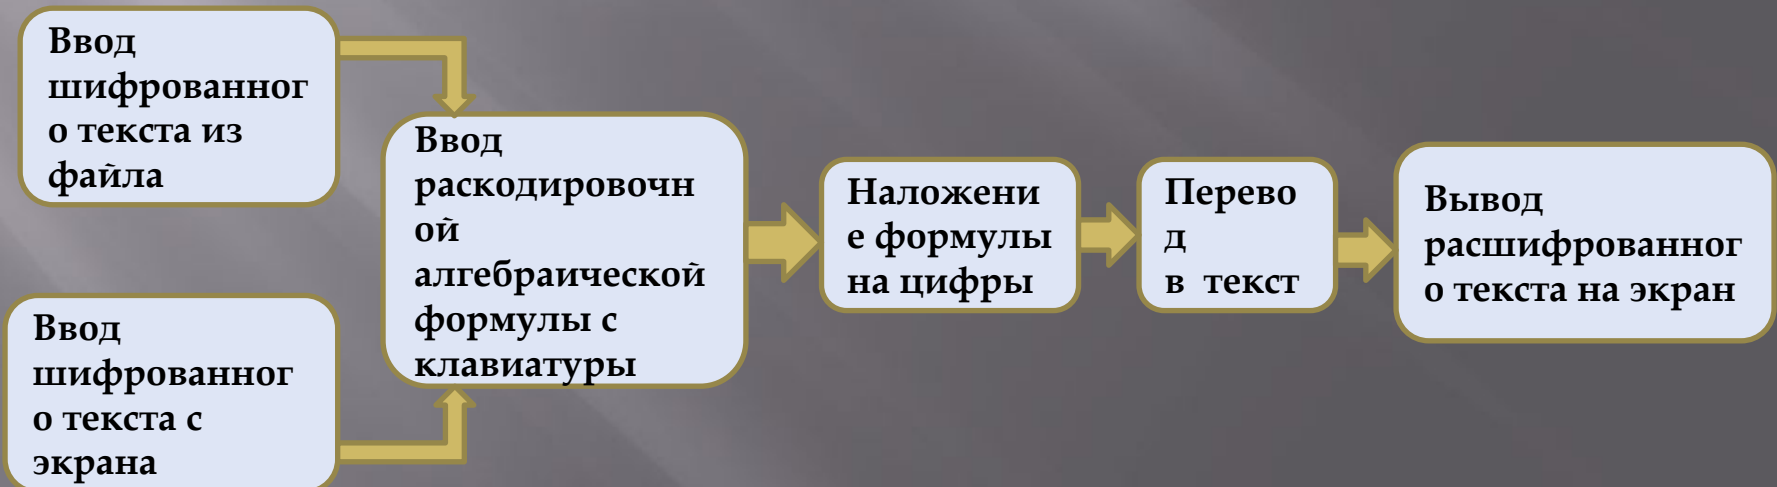 Ввод
шифрованног
о текста из
файла
Ввод
шифрованног
о текста с
экрана
Ввод
раскодировочн
ой
алгебраической
формулы с
клавиатуры
Наложени
е формулы
на цифры
Перево
д
в текст
Вывод
расшифрованног
о текста на экран